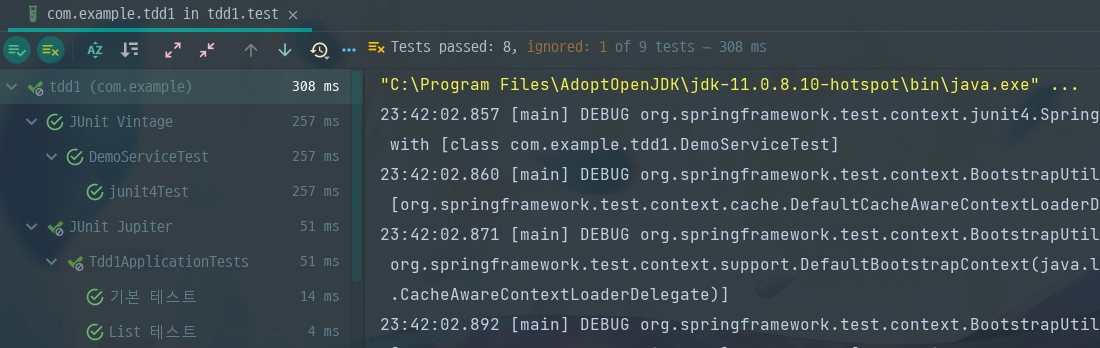 com.example.tdd1 in tdd1.test
Tests passed: 8, ignored: 1 of 9 tests – 308 ms
tdd1 (com.example) 308 ms
JUnit Vintage 257 ms
DemoServiceTest 257 ms
junit4Test 257 ms
JUnit Jupiter 51 ms
Tdd1ApplicationTests 51 ms
기본 테스트 14 ms
List 테스트 4 ms
"C:\Program Files\AdoptOpenJDK\jdk-11.0.8.10-hotspot\bin\java.exe" ...
23:42:02.857 [main] DEBUG org.springframework.test.context.junit4.Spring
with [class com.example.tdd1.DemoServiceTest]
23:42:02.860 [main] DEBUG org.springframework.test.context.BootstrapUtil
[org.springframework.test.context.cache.DefaultCacheAwareContextLoaderD
23:42:02.871 [main] DEBUG org.springframework.test.context.BootstrapUtil
org.springframework.test.context.support.DefaultBootstrapContext(java.l
.CacheAwareContextLoaderDelegate)]
23:42:02.892 [main] DEBUG org.springframework.test.context.BootstrapUtil